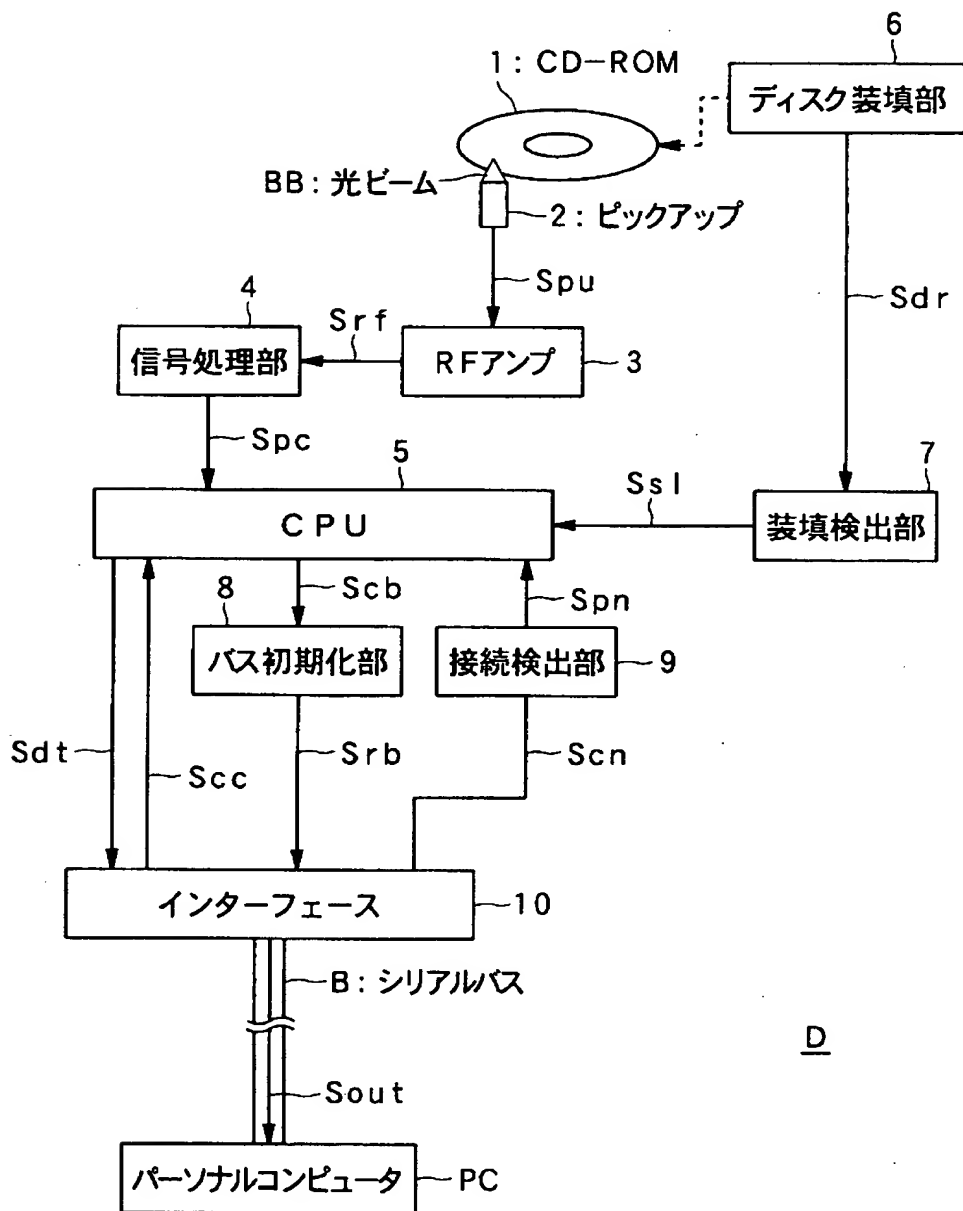 6
1: CD-ROM
ディスク装填部
BB: 光ビーム
2: ピックアップ
Spu
Sdr
4
Srf
信号処理部
RFアンプ
3
Spc
5
7
Ssl
CPU
装填検出部
Scb
Spn
8
バス初期化部
接続検出部
9
Sdt
Scc
Srb
Scn
インターフェース
10
B: シリアルバス
D
Sout
パーソナルコンピュータ
PC